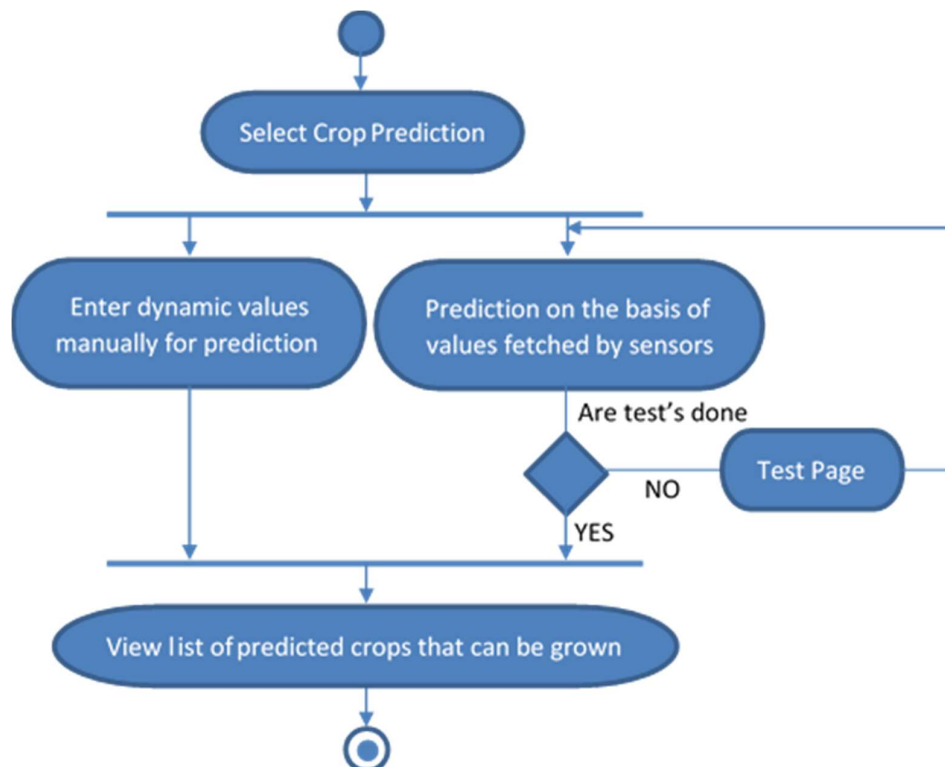 Select Crop Prediction
Enter dynamic values
manually for prediction
Prediction on the basis of
values fetched by sensors
Are test's done
NO
Test Page
YES
View list of predicted crops that can be grown